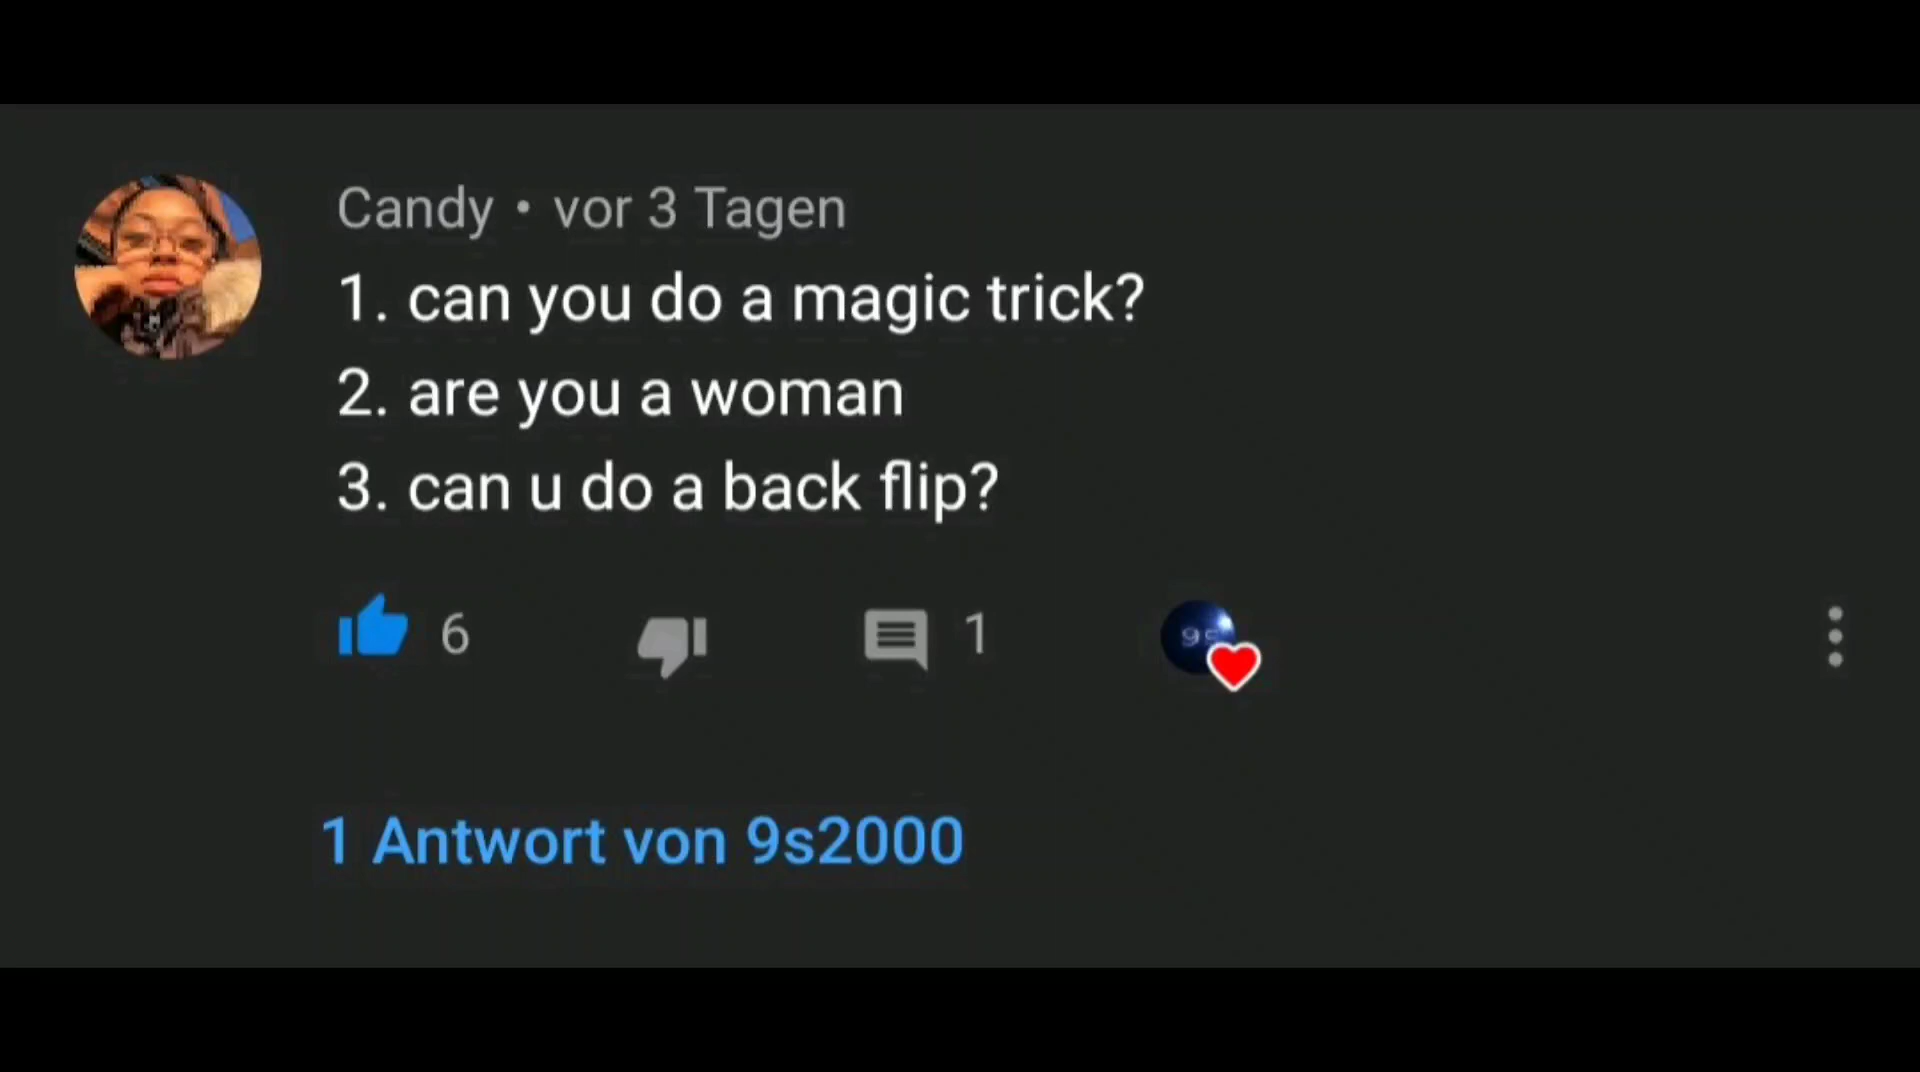 Candy • vor 3 Tagen
1. can you do a magic trick?
2. are you a woman
3. can u do a back flip?
6
1
9s
1 Antwort von 9s2000